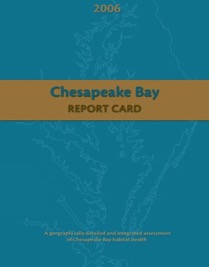 2006
Chesapeake Bay
REPORT CARD
A geographically detailed and integrated assessment
of Chesapeake Bay habitat health